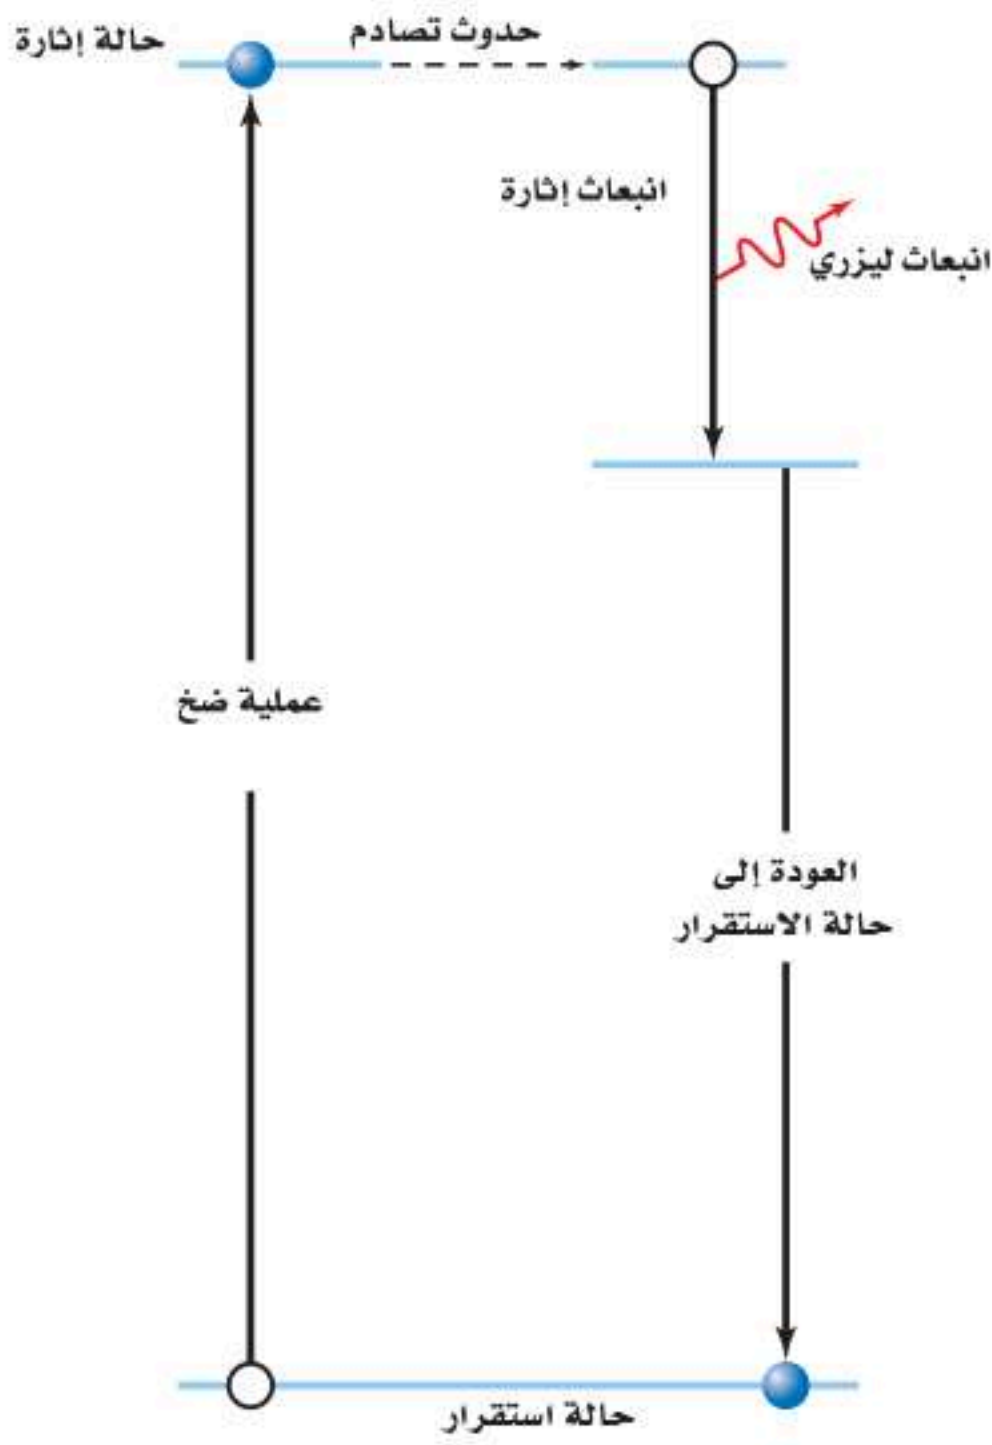 حدوث تصادم
حالة إثارة
انبعاث إثارة
انبعاث ليزري
عملية ضخ
العودة إلى
حالة الاستقرار
حالة استقرار